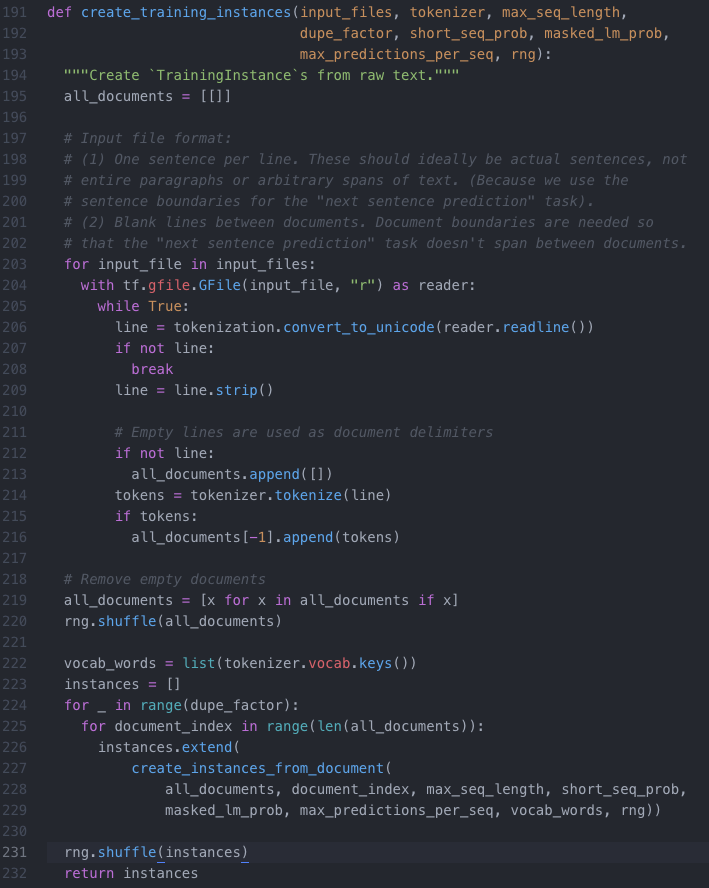 191 def create_training_instances(input_files, tokenizer, max_seq_length,
192                               dupe_factor, short_seq_prob, masked_lm_prob,
193                               max_predictions_per_seq, rng):
194   """Create `TrainingInstance`s from raw text."""
195   all_documents = [[]]
196
197   # Input file format:
198   # (1) One sentence per line. These should ideally be actual sentences, not
199   # entire paragraphs or arbitrary spans of text. (Because we use the
200   # sentence boundaries for the "next sentence prediction" task).
201   # (2) Blank lines between documents. Document boundaries are needed so
202   # that the "next sentence prediction" task doesn't span between documents.
203   for input_file in input_files:
204     with tf.gfile.GFile(input_file, "r") as reader:
205       while True:
206         line = tokenization.convert_to_unicode(reader.readline())
207         if not line:
208           break
209         line = line.strip()
210
211         # Empty lines are used as document delimiters
212         if not line:
213           all_documents.append([])
214         tokens = tokenizer.tokenize(line)
215         if tokens:
216           all_documents[-1].append(tokens)
217
218   # Remove empty documents
219   all_documents = [x for x in all_documents if x]
220   rng.shuffle(all_documents)
221
222   vocab_words = list(tokenizer.vocab.keys())
223   instances = []
224   for _ in range(dupe_factor):
225     for document_index in range(len(all_documents)):
226       instances.extend(
227           create_instances_from_document(
228               all_documents, document_index, max_seq_length, short_seq_prob,
229               masked_lm_prob, max_predictions_per_seq, vocab_words, rng))
230
231   rng.shuffle(instances)
232   return instances